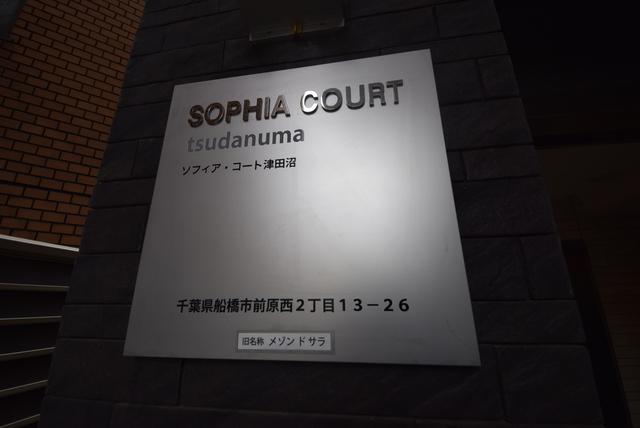 SOPHIA COURT
tsudanuma
ソフィア・コート津田沼
千葉県船橋市前原西2丁目13-26
旧名称 メゾンドサラ